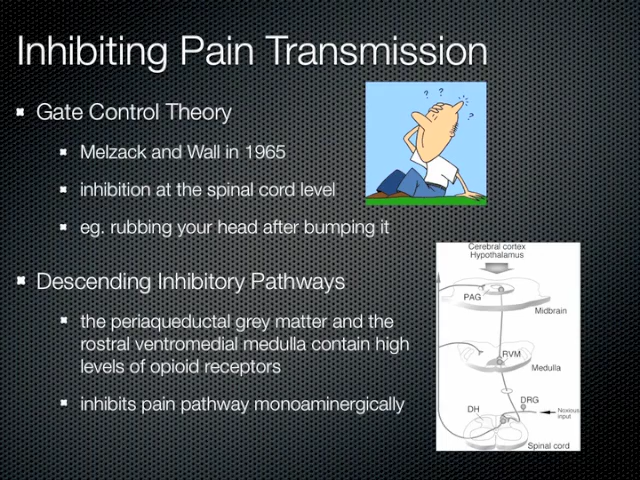 Inhibiting Pain Transmission
Gate Control Theory
Melzack and Wall in 1965
inhibition at the spinal cord level
eg. rubbing your head after bumping it
? ? ?
Descending Inhibitory Pathways
the periaqueductal grey matter and the
rostral ventromedial medulla contain high
levels of opioid receptors
inhibits pain pathway monoaminergically
Cerebral cortex
Hypothalamus
PAG
Midbrain
RVM
Medulla
DRG
DH
Noxious
input
Spinal cord